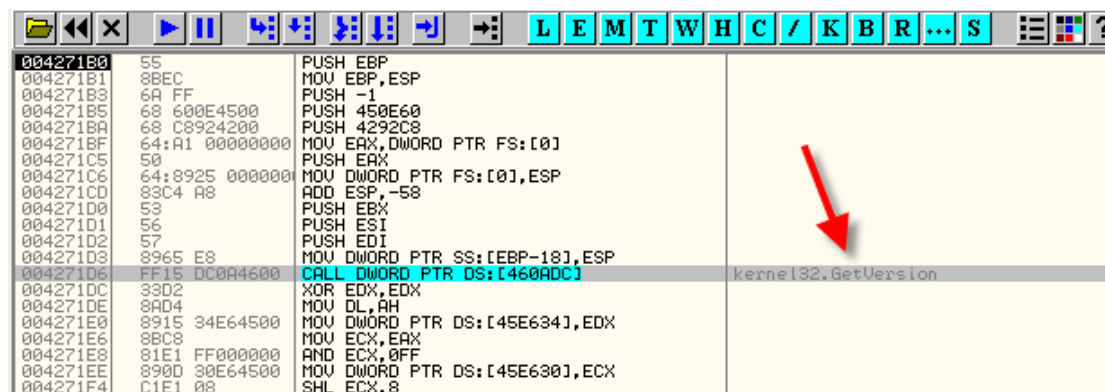 L E M T W H C / K B R ... S ?
004271B0 55 PUSH EBP
004271B1 8BEC MOV EBP,ESP
004271B3 6A FF PUSH -1
004271B5 68 600E4500 PUSH 450E60
004271BA 68 C8924200 PUSH 4292C8
004271BF 64:A1 00000000 MOV EAX,DWORD PTR FS:[0]
004271C5 50 PUSH EAX
004271C6 64:8925 0000000 MOV DWORD PTR FS:[0],ESP
004271CD 83C4 A8 ADD ESP,-58
004271D0 53 PUSH EBX
004271D1 56 PUSH ESI
004271D2 57 PUSH EDI
004271D3 8965 E8 MOV DWORD PTR SS:[EBP-18],ESP
004271D6 FF15 DC0A4600 CALL DWORD PTR DS:[460ADC] kernel32.GetVersion
004271DC 33D2 XOR EDX,EDX
004271DE 8AD4 MOV DL,AH
004271E0 8915 34E64500 MOV DWORD PTR DS:[45E634],EDX
004271E6 8BC8 MOV ECX,EAX
004271E8 81E1 FF000000 AND ECX,0FF
004271EE 890D 30E64500 MOV DWORD PTR DS:[45E630],ECX
004271F4 C1E1 08 SHL ECX,8